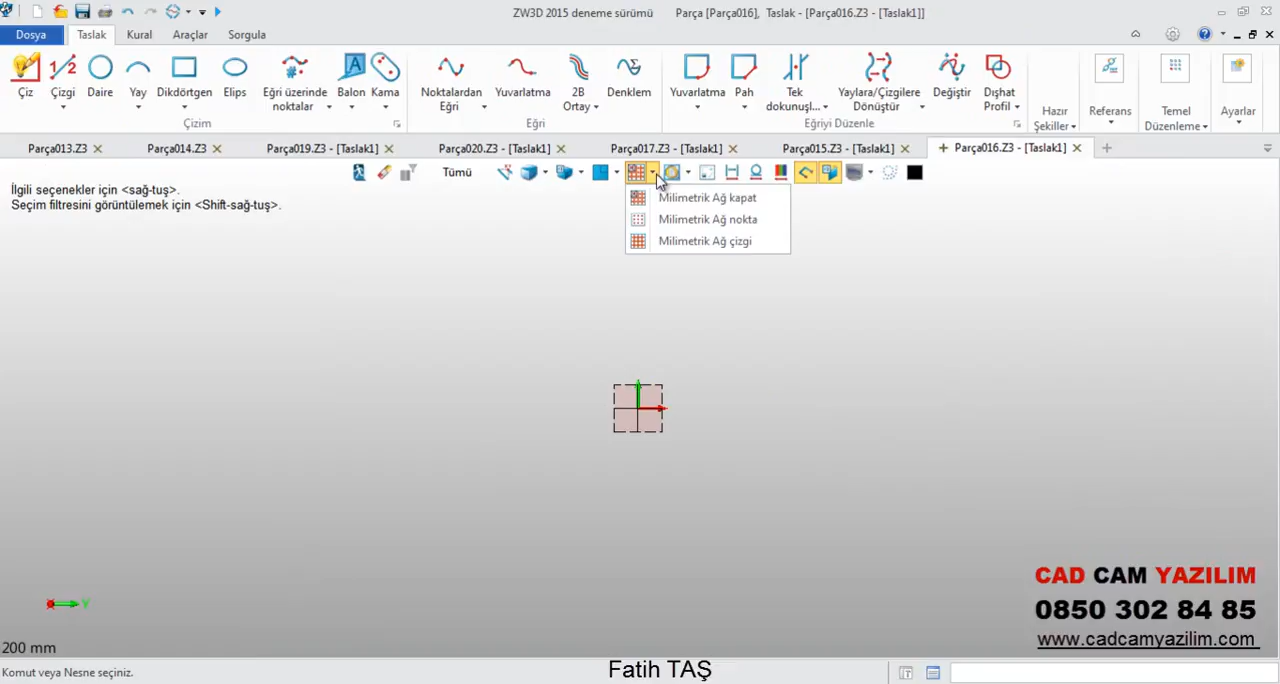 ZW3D 2015 deneme sürümü Parça [Parça016], Taslak - [Parça016.Z3 - [Taslak1]]
Dosya Taslak Kural Araçlar Sorgula
Çiz Çizgi Daire Yay Dikdörtgen Elips Eğri üzerinde noktalar Balon Kama
Çizim
Noktalardan Eğri Yuvarlatma 2B Ortay Denklem
Eğri
Yuvarlatma Pah Tek dokunuşl... Yaylara/Çizgilere Dönüştür Değiştir Dışhat Profil
Eğriyi Düzenle
Hazır Şekiller Referans Temel Düzenleme Ayarlar
Parça013.Z3 Parça014.Z3 Parça019.Z3 - [Taslak1] Parça020.Z3 - [Taslak1] Parça017.Z3 - [Taslak1] Parça015.Z3 - [Taslak1] Parça016.Z3 - [Taslak1]
Tümü
İlgili seçenekler için <sağ-tuş>.
Seçim filtresini görüntülemek için <Shift-sağ-tuş>.
Milimetrik Ağ kapat
Milimetrik Ağ nokta
Milimetrik Ağ çizgi
Y
CAD CAM YAZILIM
0850 302 84 85
www.cadcamyazilim.com
200 mm
Komut veya Nesne seçiniz.
Fatih TAŞ